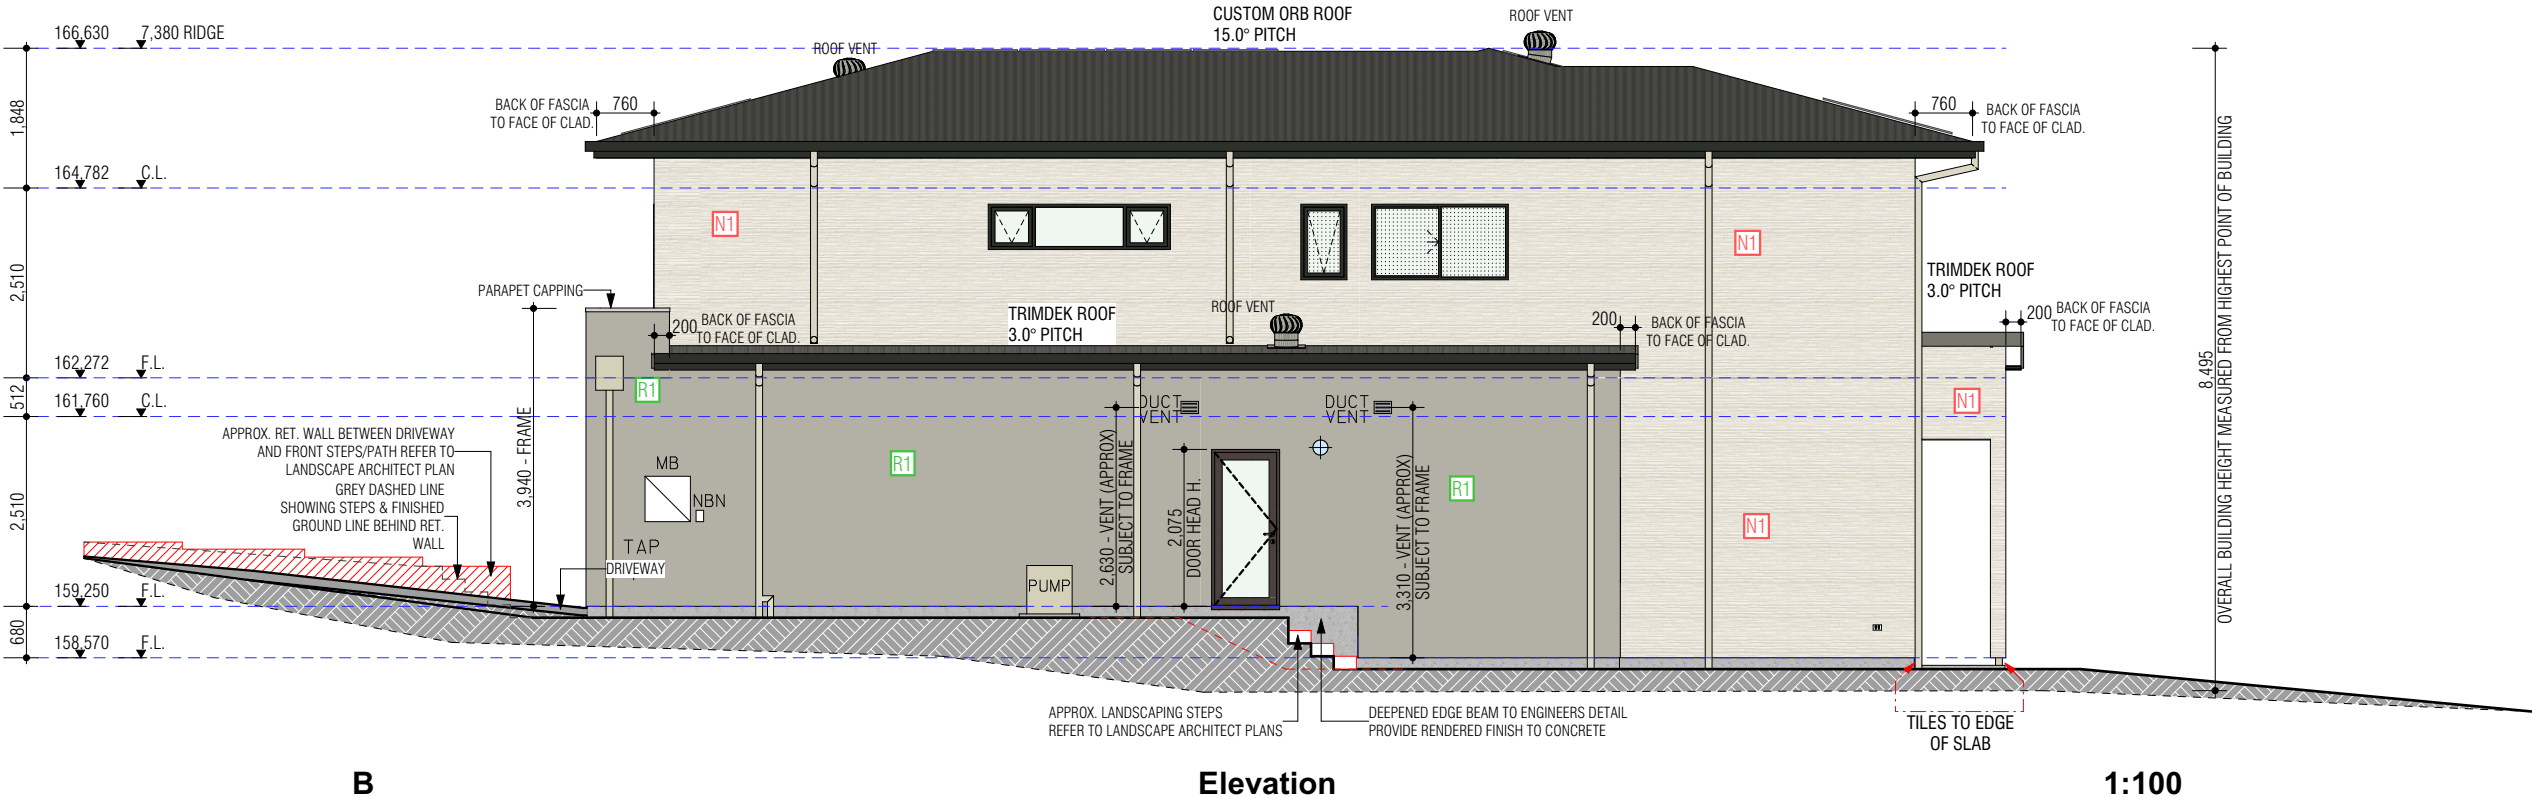 CUSTOM ORB ROOF
15.0° PITCH
ROOF VENT
166,630
7,380 RIDGE
ROOF VENT
BACK OF FASCIA
TO FACE OF CLAD.
760
760
BACK OF FASCIA
TO FACE OF CLAD.
1,848
164,782
C.L.
N1
N1
2,510
PARAPET CAPPING
TRIMDEK ROOF
3.0° PITCH
ROOF VENT
TRIMDEK ROOF
3.0° PITCH
200
BACK OF FASCIA
TO FACE OF CLAD.
200
BACK OF FASCIA
TO FACE OF CLAD.
200
BACK OF FASCIA
TO FACE OF CLAD.
162,272
F.L.
512
161,760
C.L.
R1
DUCT
VENT
DUCT
VENT
N1
8,495
OVERALL BUILDING HEIGHT MEASURED FROM HIGHEST POINT OF BUILDING
APPROX. RET. WALL BETWEEN DRIVEWAY
AND FRONT STEPS/PATH REFER TO
LANDSCAPE ARCHITECT PLAN
GREY DASHED LINE
SHOWING STEPS & FINISHED
GROUND LINE BEHIND RET.
WALL
3,940 - FRAME
MB
NBN
TAP
DRIVEWAY
R1
2,630 - VENT (APPROX)
SUBJECT TO FRAME
2,075
DOOR HEAD H.
3,310 - VENT (APPROX)
SUBJECT TO FRAME
R1
N1
2,510
PUMP
159,250
F.L.
680
158,570
F.L.
APPROX. LANDSCAPING STEPS
REFER TO LANDSCAPE ARCHITECT PLANS
DEEPENED EDGE BEAM TO ENGINEERS DETAIL
PROVIDE RENDERED FINISH TO CONCRETE
TILES TO EDGE
OF SLAB
B
Elevation
1:100